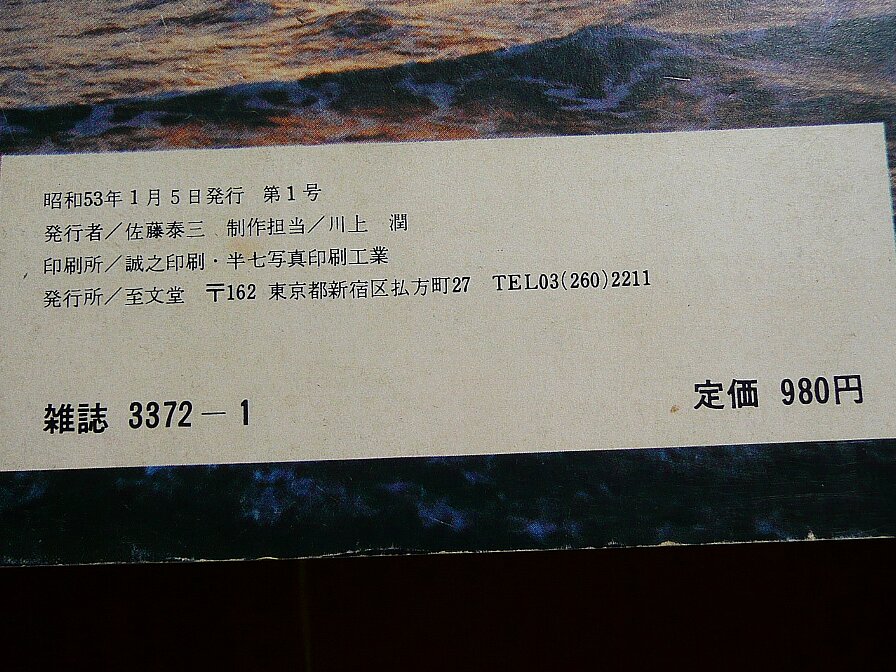 昭和53年1月5日発行 第1号
発行者／佐藤泰三 制作担当／川上 潤
印刷所／誠之印刷・半七写真印刷工業
発行所／至文堂 〒162 東京都新宿区払方町27 TEL03(260)2211
雑誌 3372－1
定価 980円